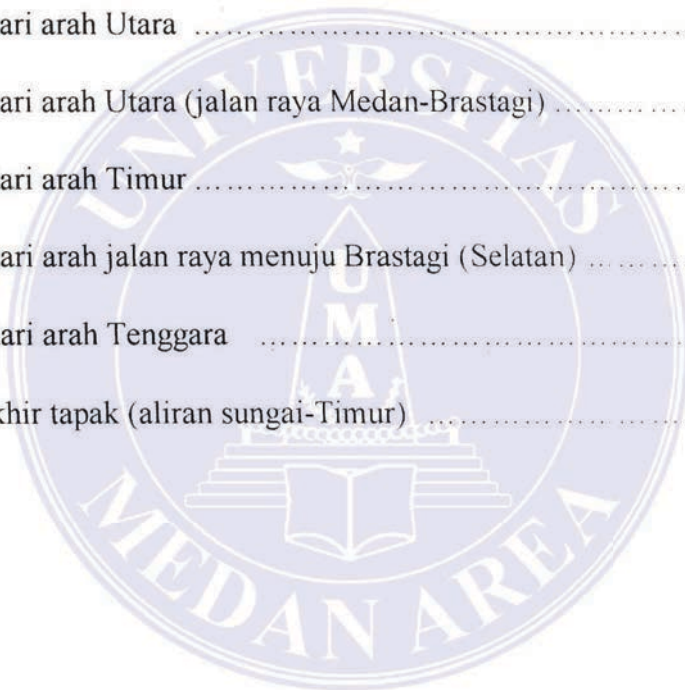 ari arah Utara ..........................................
ari arah Utara (jalan raya Medan-Brastagi) ................
ari arah Timur ..........................................
ari arah jalan raya menuju Brastagi (Selatan) .........
ari arah Tenggara ....................................
khir tapak (aliran sungai-Timur) ........................
UNIVERSITAS
UMA
MEDAN AREA